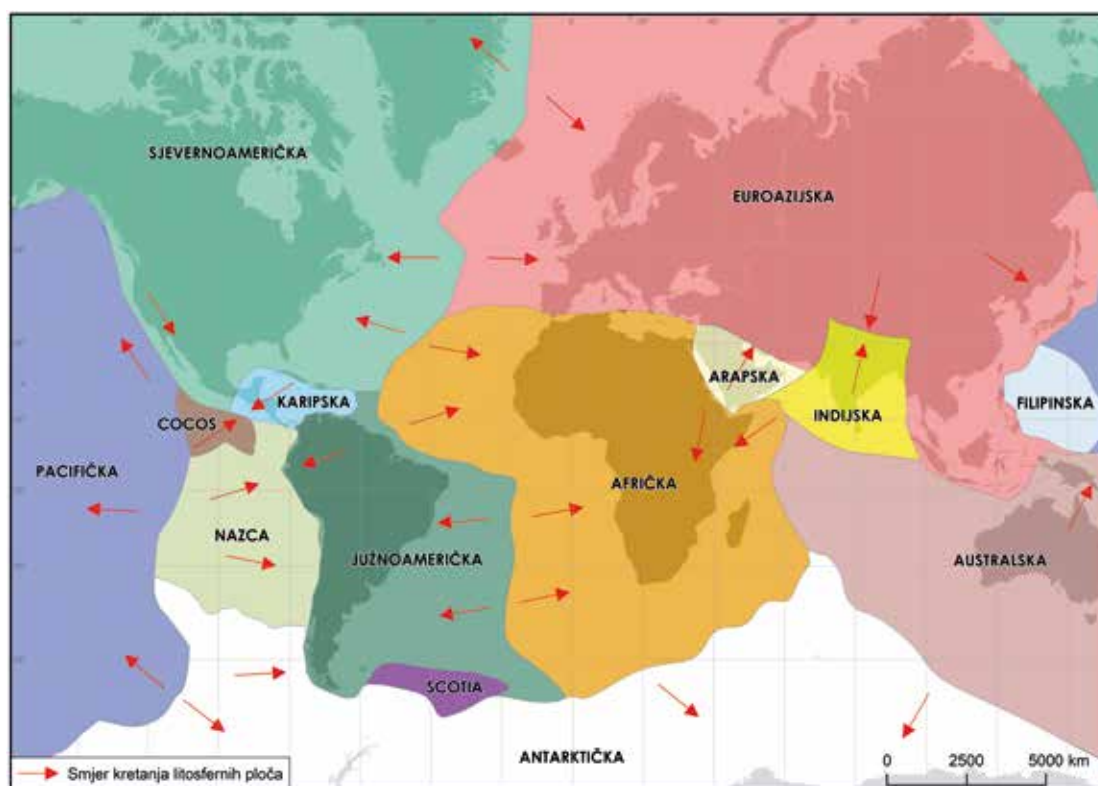 SJEVERNOAMERIČKA
EUROAZIJSKA
ARAPSKA
KARIPSKA
COCOS
INDIJSKA
FILIPINSKA
PACIFIČKA
AFRIČKA
NAZCA
JUŽNOAMERIČKA
AUSTRALSKA
SCOTIA
ANTARKTIČKA
Smjer kretanja litosfernih ploča
0 2500 5000 km